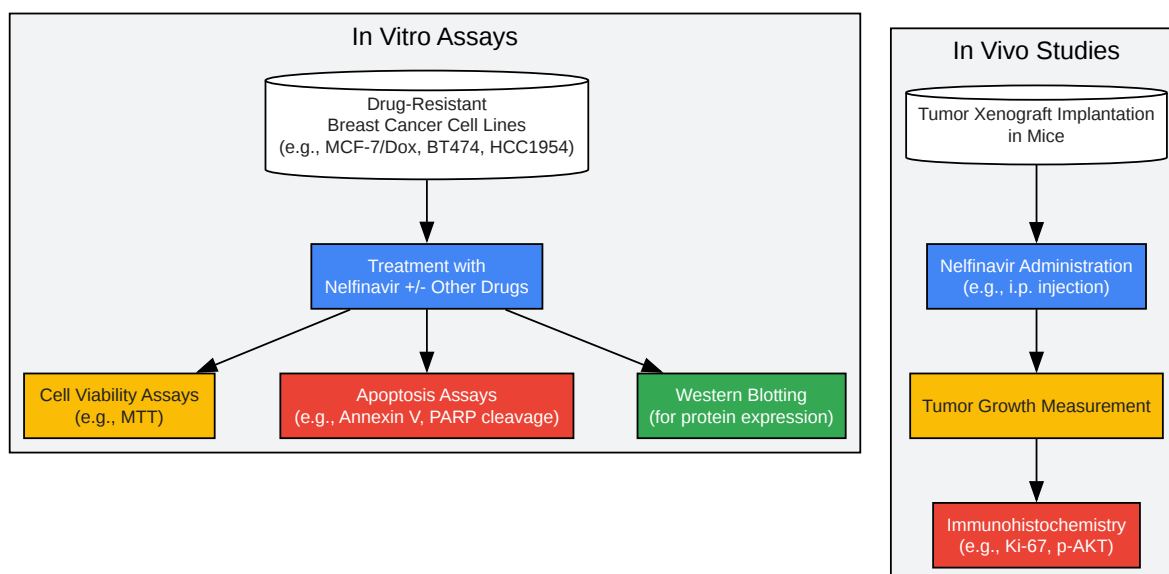 In Vitro Assays
Drug-Resistant
Breast Cancer Cell Lines
(e.g., MCF-7/Dox, BT474, HCC1954)
Treatment with
Nelfinavir +/- Other Drugs
Cell Viability Assays
(e.g., MTT)
Apoptosis Assays
(e.g., Annexin V, PARP cleavage)
Western Blotting
(for protein expression)
In Vivo Studies
Tumor Xenograft Implantation
in Mice
Nelfinavir Administration
(e.g., i.p. injection)
Tumor Growth Measurement
Immunohistochemistry
(e.g., Ki-67, p-AKT)